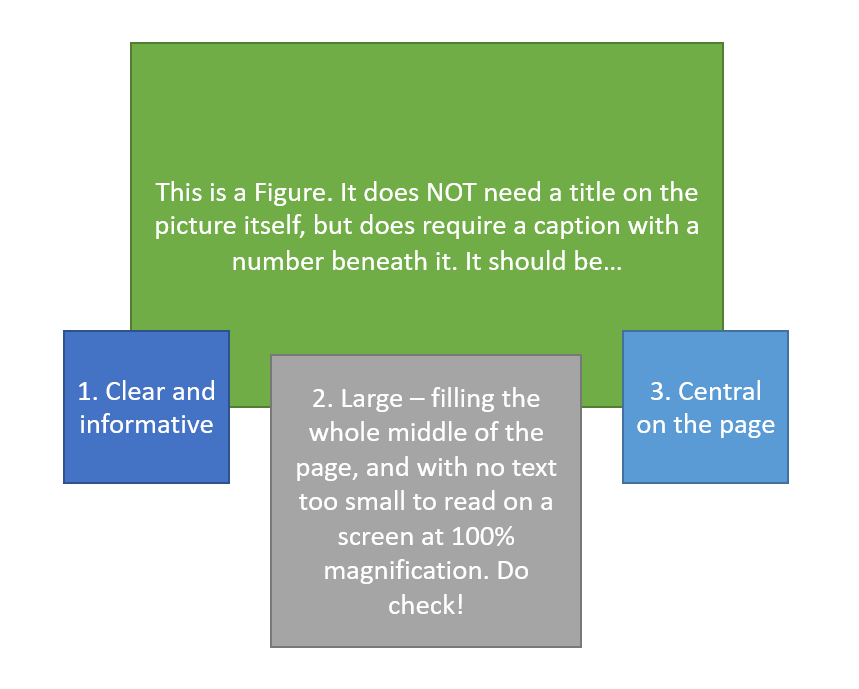 This is a Figure. It does NOT need a title on the
picture itself, but does require a caption with a
number beneath it. It should be…
1. Clear and
informative
2. Large – filling the
whole middle of the
page, and with no text
too small to read on a
screen at 100%
magnification. Do
check!
3. Central
on the page